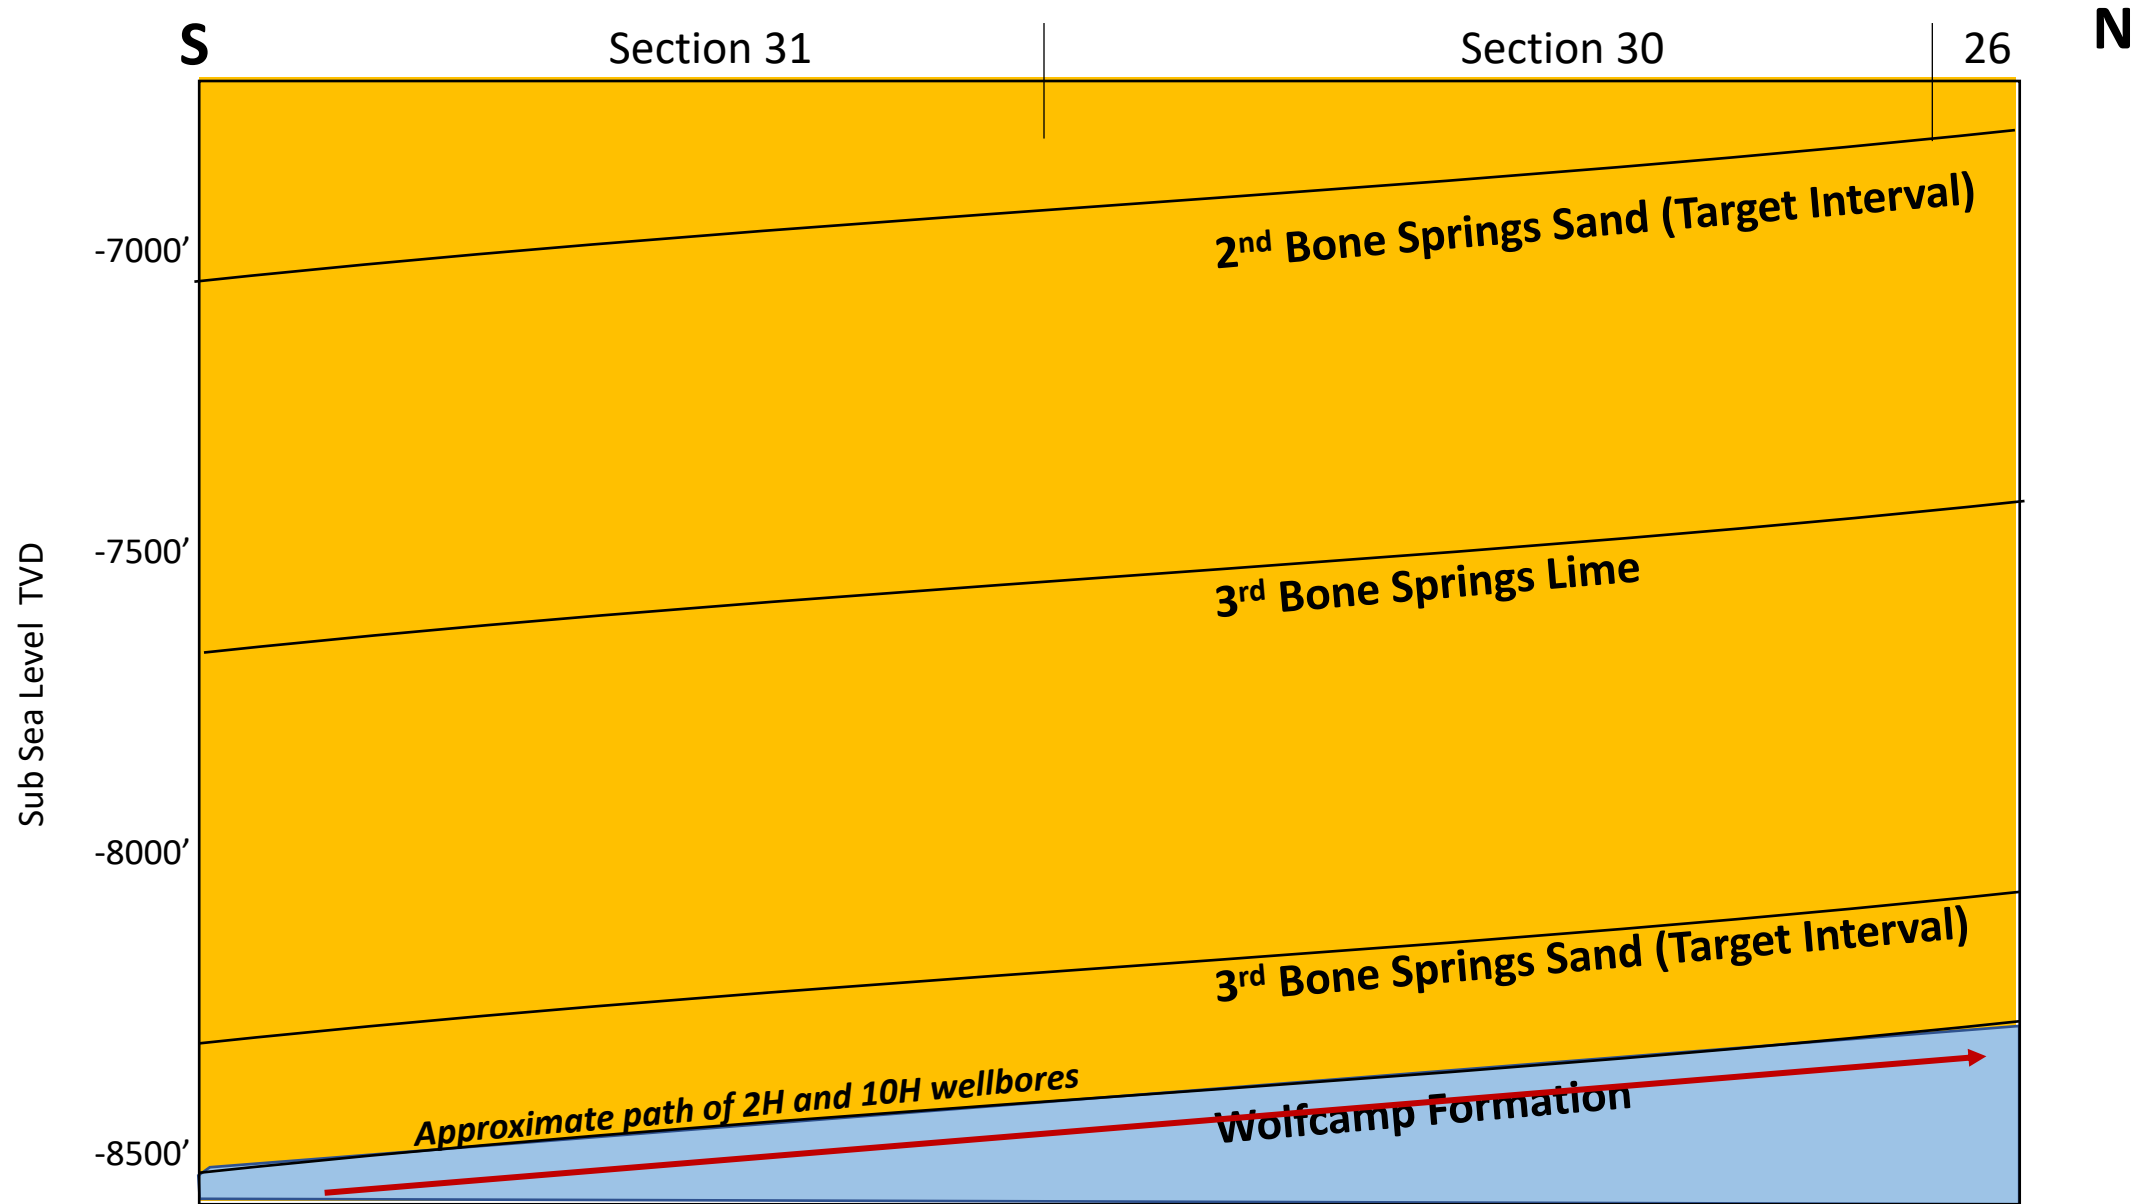 S Section 31 Section 30 26 N
2nd Bone Springs Sand (Target Interval)
-7000’
-7500’
3rd Bone Springs Lime
Sub Sea Level TVD
-8000’
3rd Bone Springs Sand (Target Interval)
Approximate path of 2H and 10H wellbores
Wolfcamp Formation
-8500’